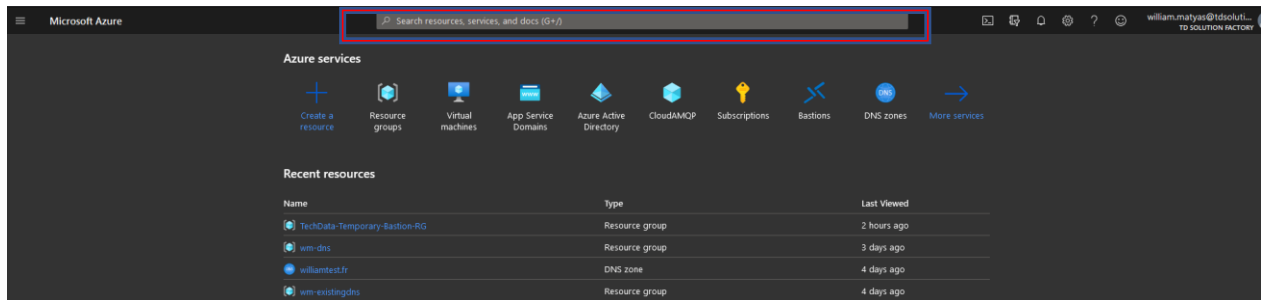 Microsoft Azure
Search resources, services, and docs (G+/)
william.matyas@tdsoluti...
TD SOLUTION FACTORY
Azure services
Create a resource
Resource groups
Virtual machines
App Service Domains
Azure Active Directory
CloudAMQP
Subscriptions
Bastions
DNS zones
More services
Recent resources
Name Type Last Viewed
TechData-Temporary-Bastion-RG Resource group 2 hours ago
wm-dns Resource group 3 days ago
williamtest.fr DNS zone 4 days ago
wm-existingdns Resource group 4 days ago